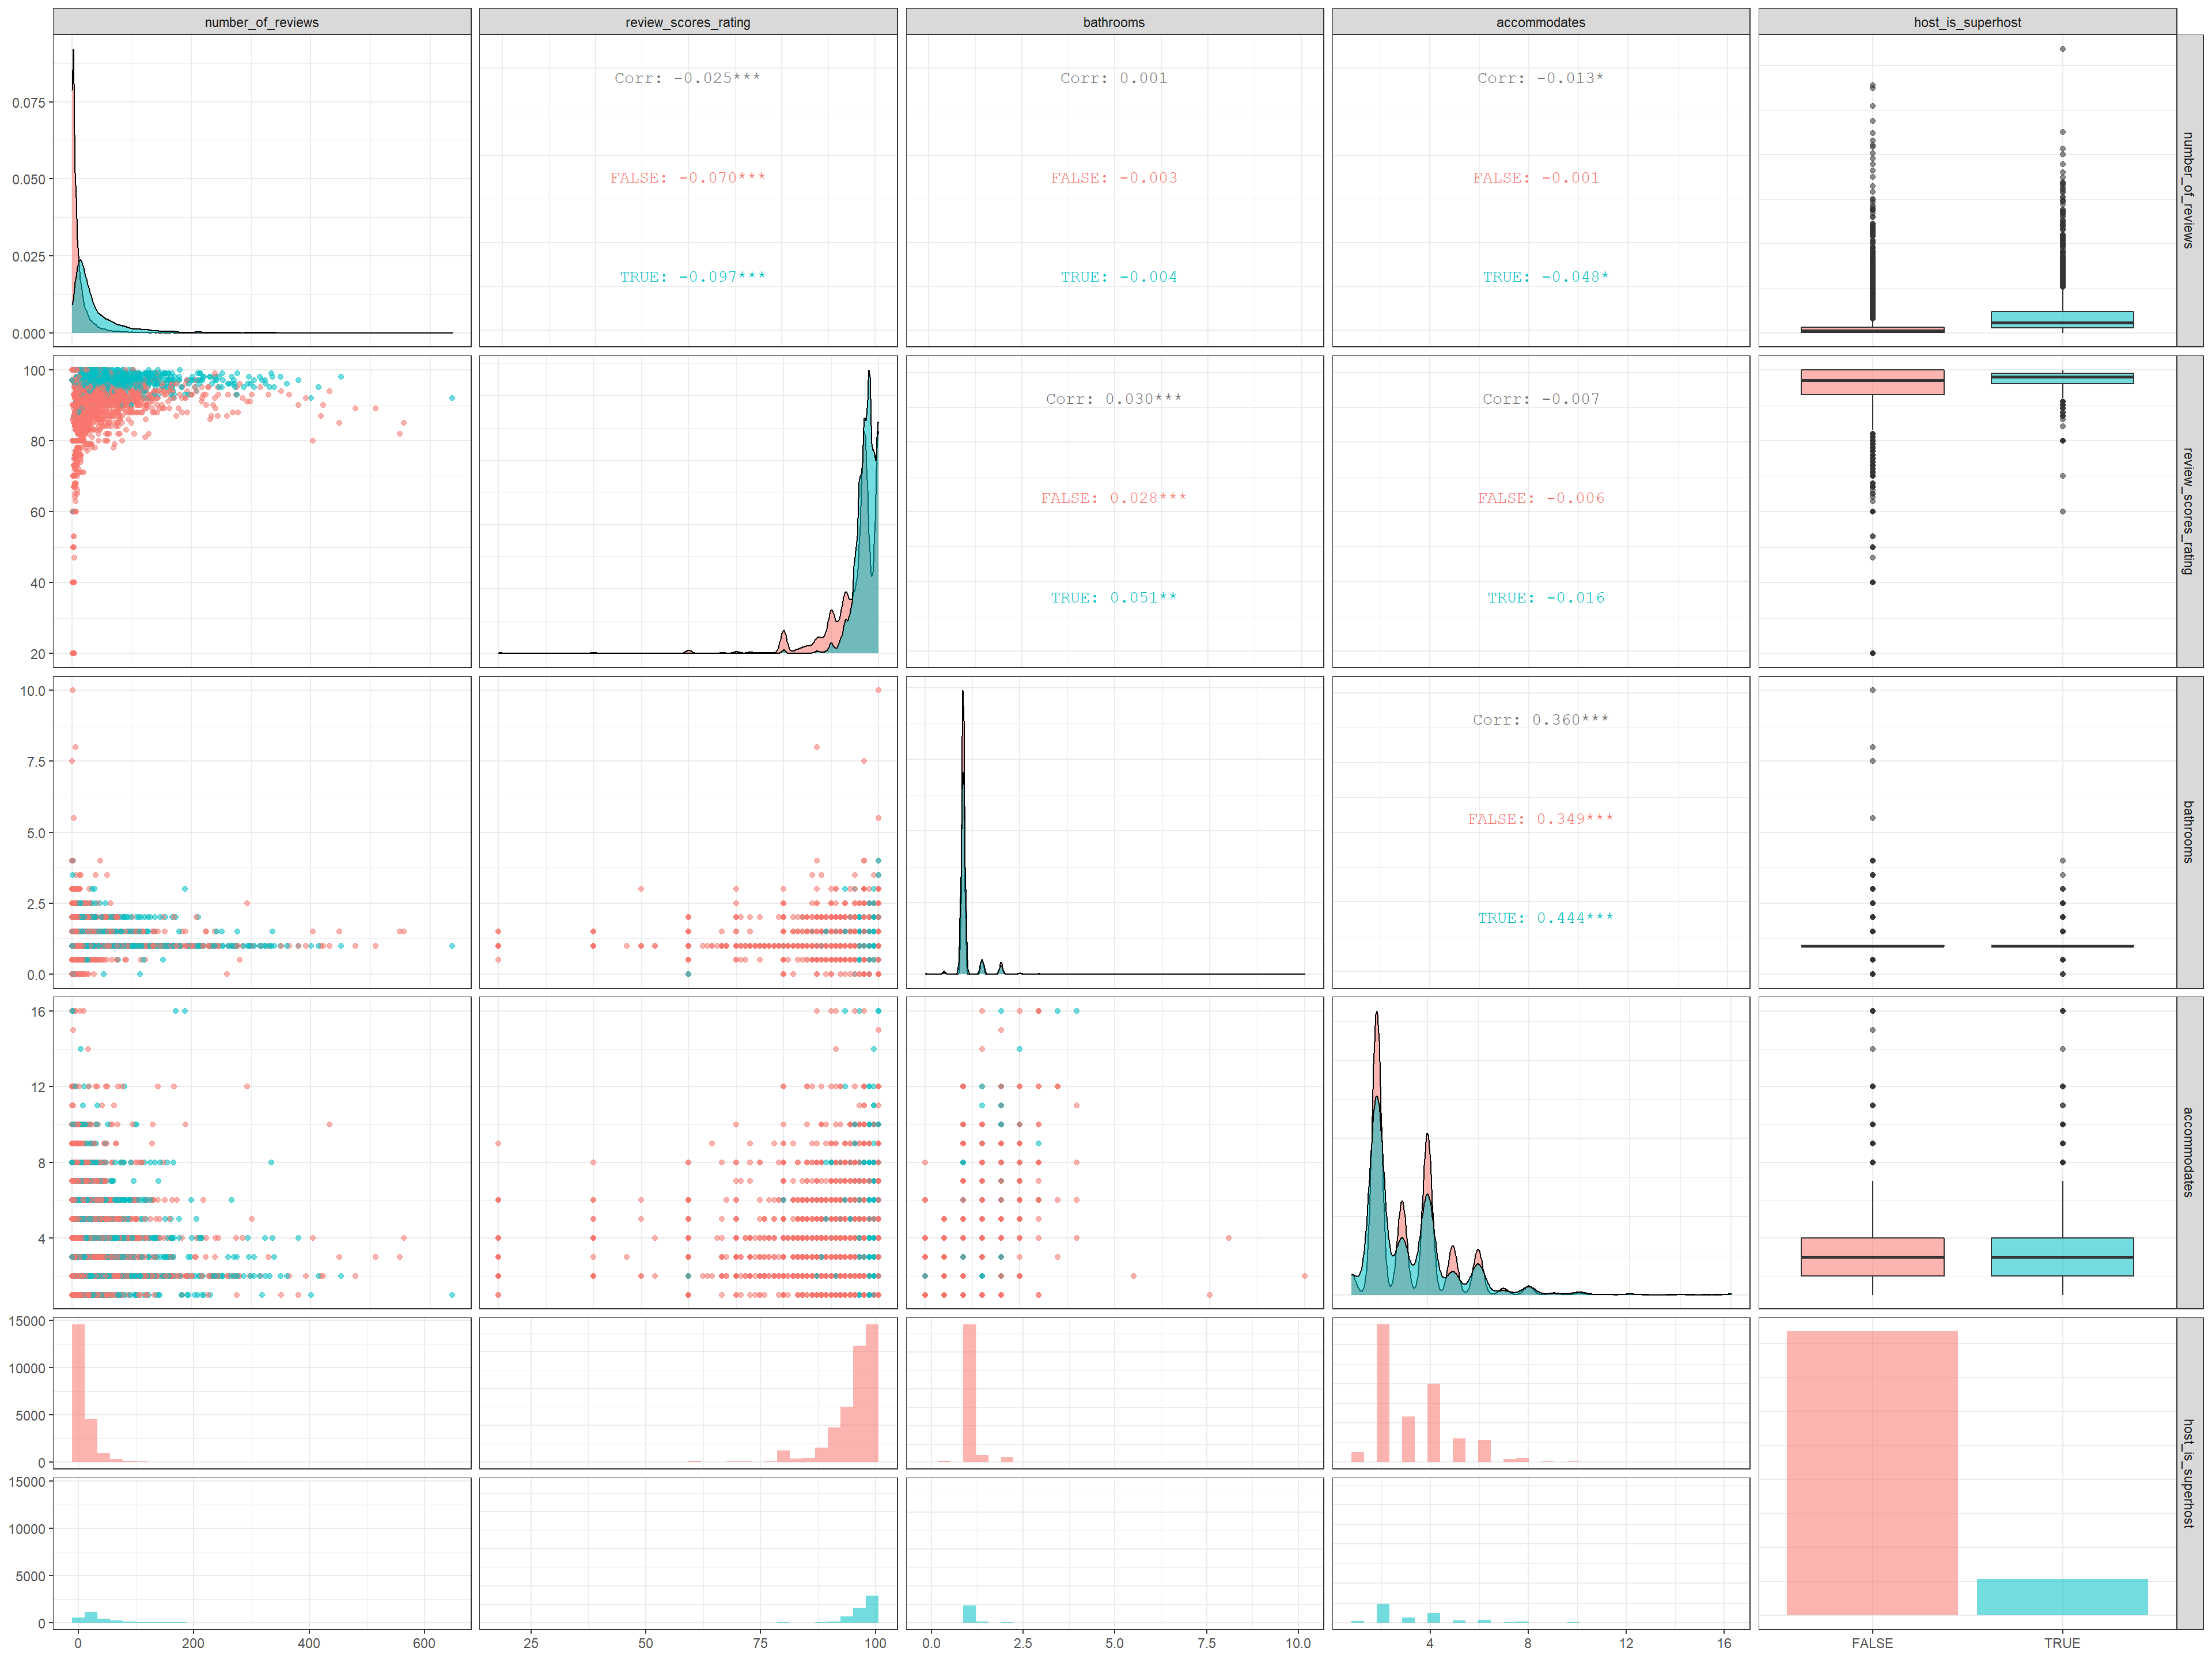 number_of_reviews
review_scores_rating
bathrooms
accommodates
host_is_superhost
0.075
0.050
0.025
0.000
Corr: -0.025***
FALSE: -0.070***
TRUE: -0.097***
Corr: 0.001
FALSE: -0.003
TRUE: -0.004
Corr: -0.013*
FALSE: -0.001
TRUE: -0.048*
number_of_reviews
100
80
60
40
20
Corr: 0.030***
FALSE: 0.028***
TRUE: 0.051**
Corr: -0.007
FALSE: -0.006
TRUE: -0.016
review_scores_rating
10.0
7.5
5.0
2.5
0.0
Corr: 0.360***
FALSE: 0.349***
TRUE: 0.444***
bathrooms
16
12
8
4
accommodates
15000
10000
5000
0
15000
10000
5000
0
host_is_superhost
0
200
400
600
25
50
75
100
0.0
2.5
5.0
7.5
10.0
4
8
12
16
FALSE
TRUE